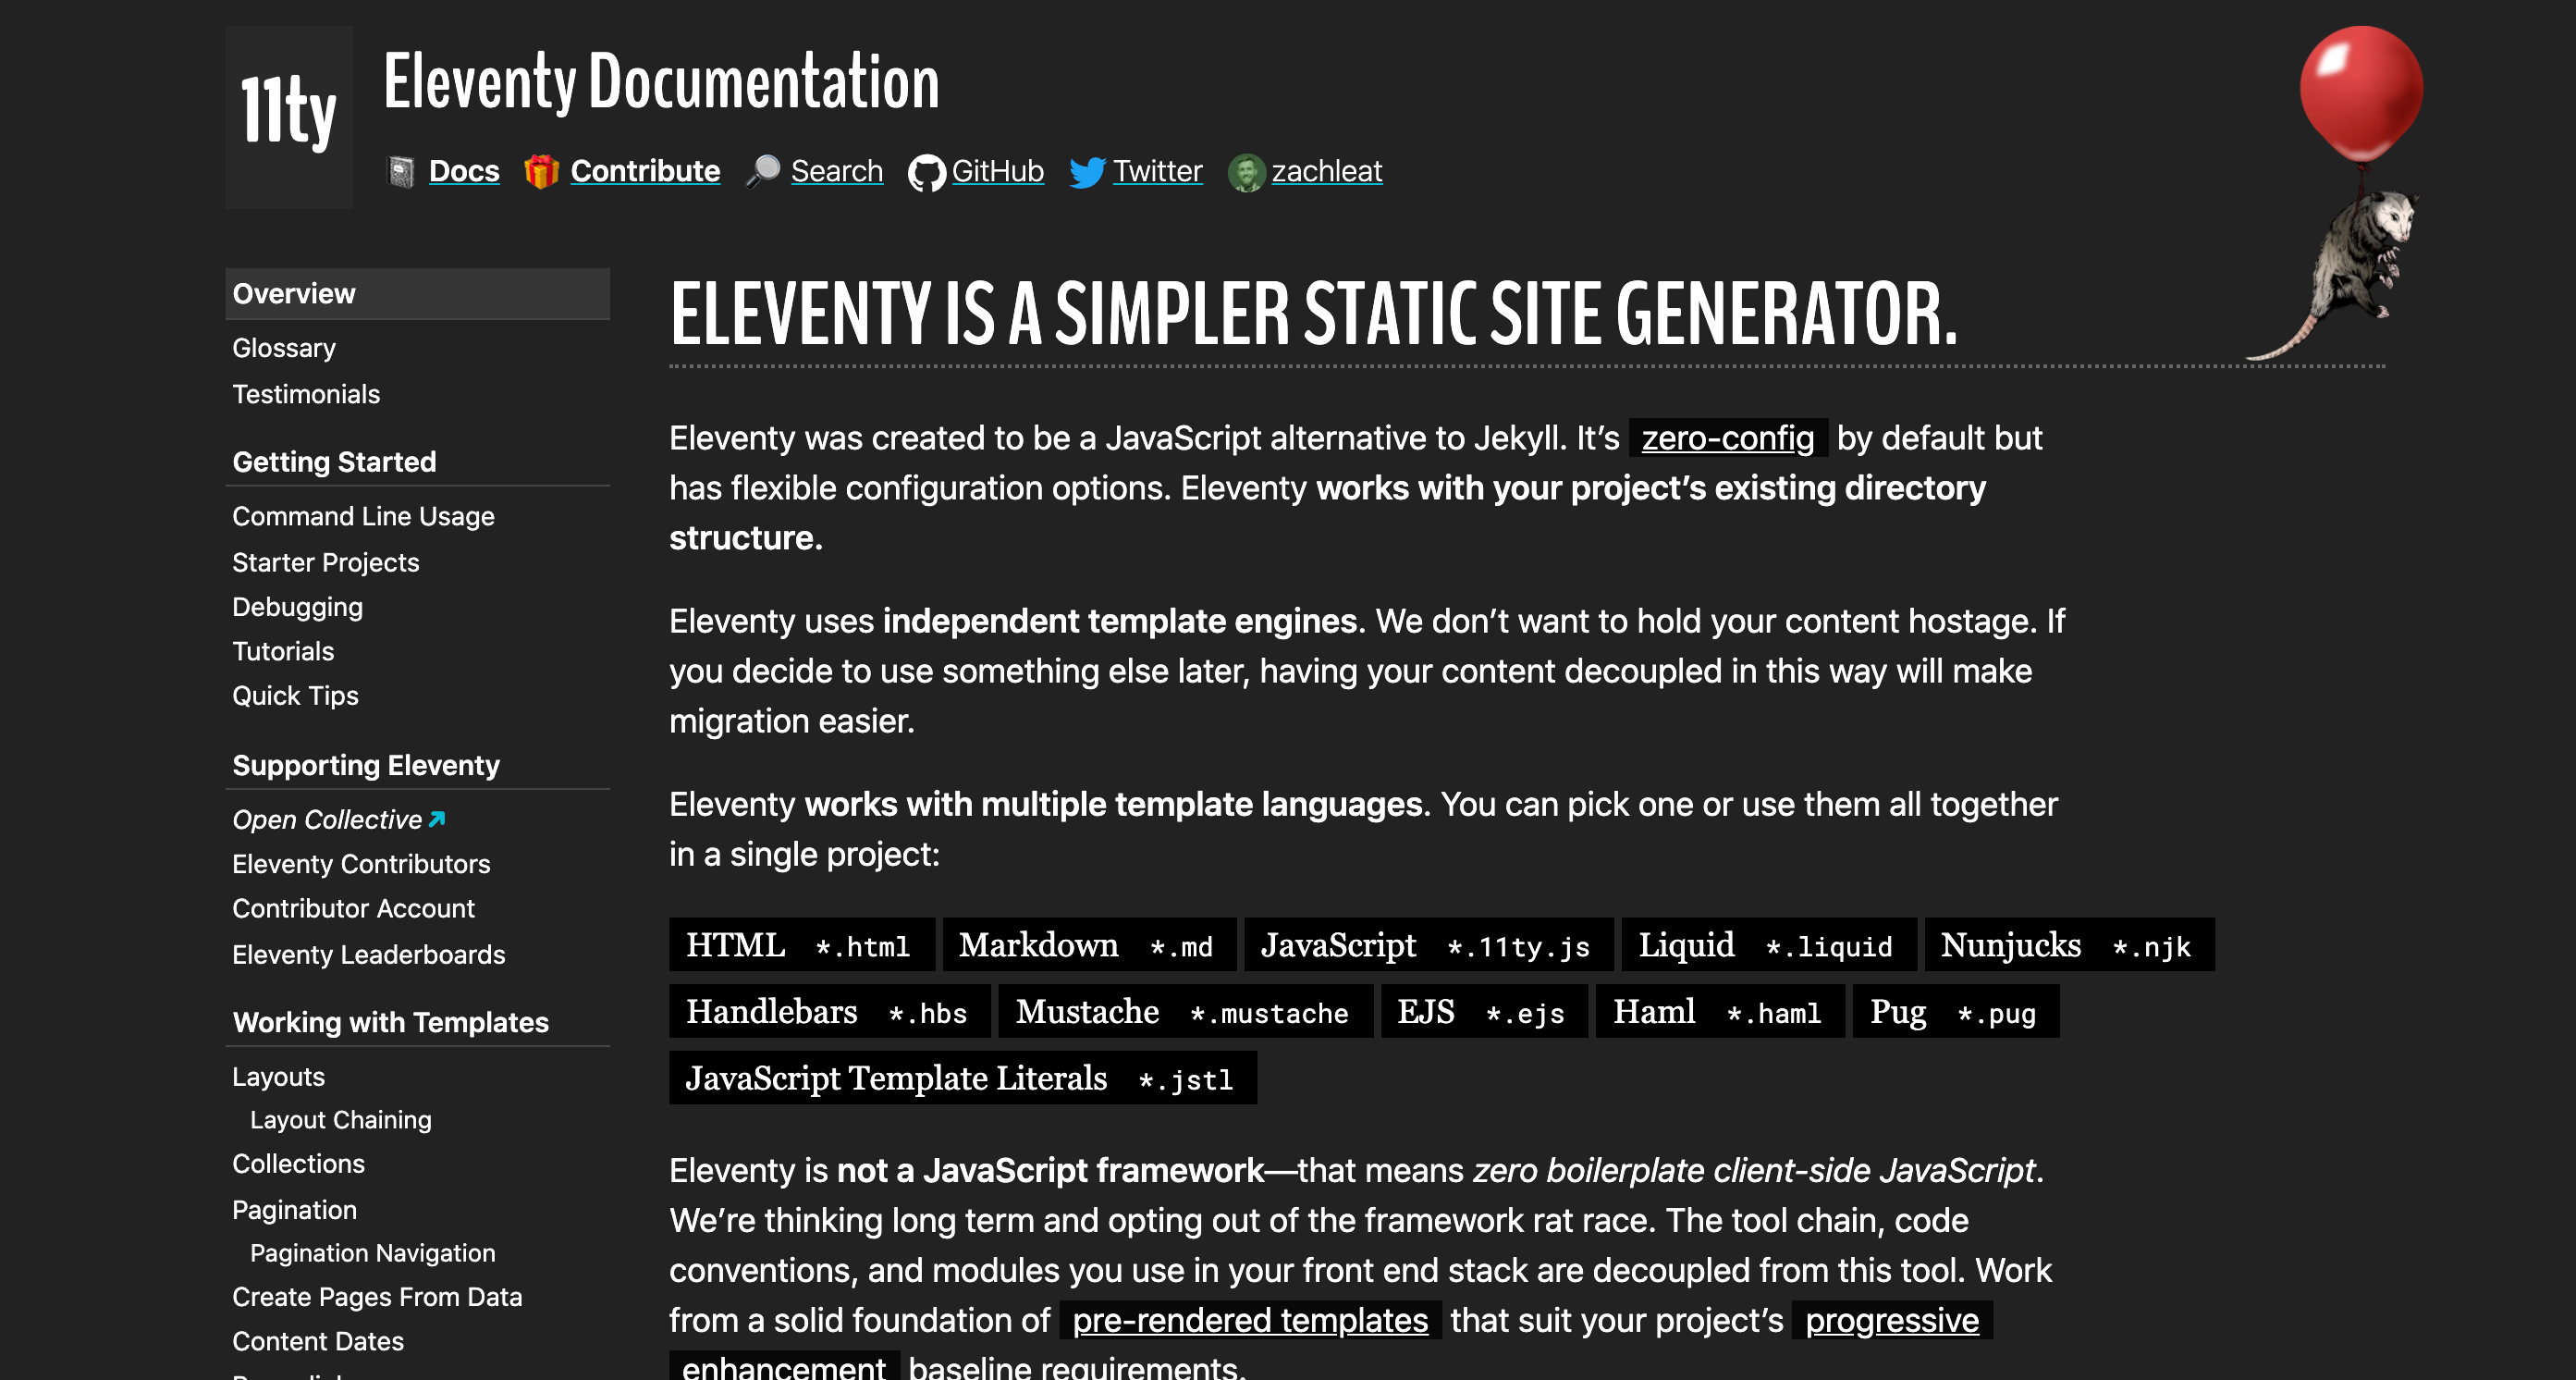 11ty
Eleventy Documentation
Docs Contribute Search GitHub Twitter zachleat
Overview
Glossary
Testimonials
Getting Started
Command Line Usage
Starter Projects
Debugging
Tutorials
Quick Tips
Supporting Eleventy
Open Collective
Eleventy Contributors
Contributor Account
Eleventy Leaderboards
Working with Templates
Layouts
Layout Chaining
Collections
Pagination
Pagination Navigation
Create Pages From Data
Content Dates
ELEVENTY IS A SIMPLER STATIC SITE GENERATOR.
Eleventy was created to be a JavaScript alternative to Jekyll. It’s zero-config by default but
has flexible configuration options. Eleventy works with your project’s existing directory
structure.
Eleventy uses independent template engines. We don’t want to hold your content hostage. If
you decide to use something else later, having your content decoupled in this way will make
migration easier.
Eleventy works with multiple template languages. You can pick one or use them all together
in a single project:
HTML *.html Markdown *.md JavaScript *.11ty.js Liquid *.liquid Nunjucks *.njk
Handlebars *.hbs Mustache *.mustache EJS *.ejs Haml *.haml Pug *.pug
JavaScript Template Literals *.jstl
Eleventy is not a JavaScript framework—that means zero boilerplate client-side JavaScript.
We’re thinking long term and opting out of the framework rat race. The tool chain, code
conventions, and modules you use in your front end stack are decoupled from this tool. Work
from a solid foundation of pre-rendered templates that suit your project’s progressive
enhancement baseline requirements.